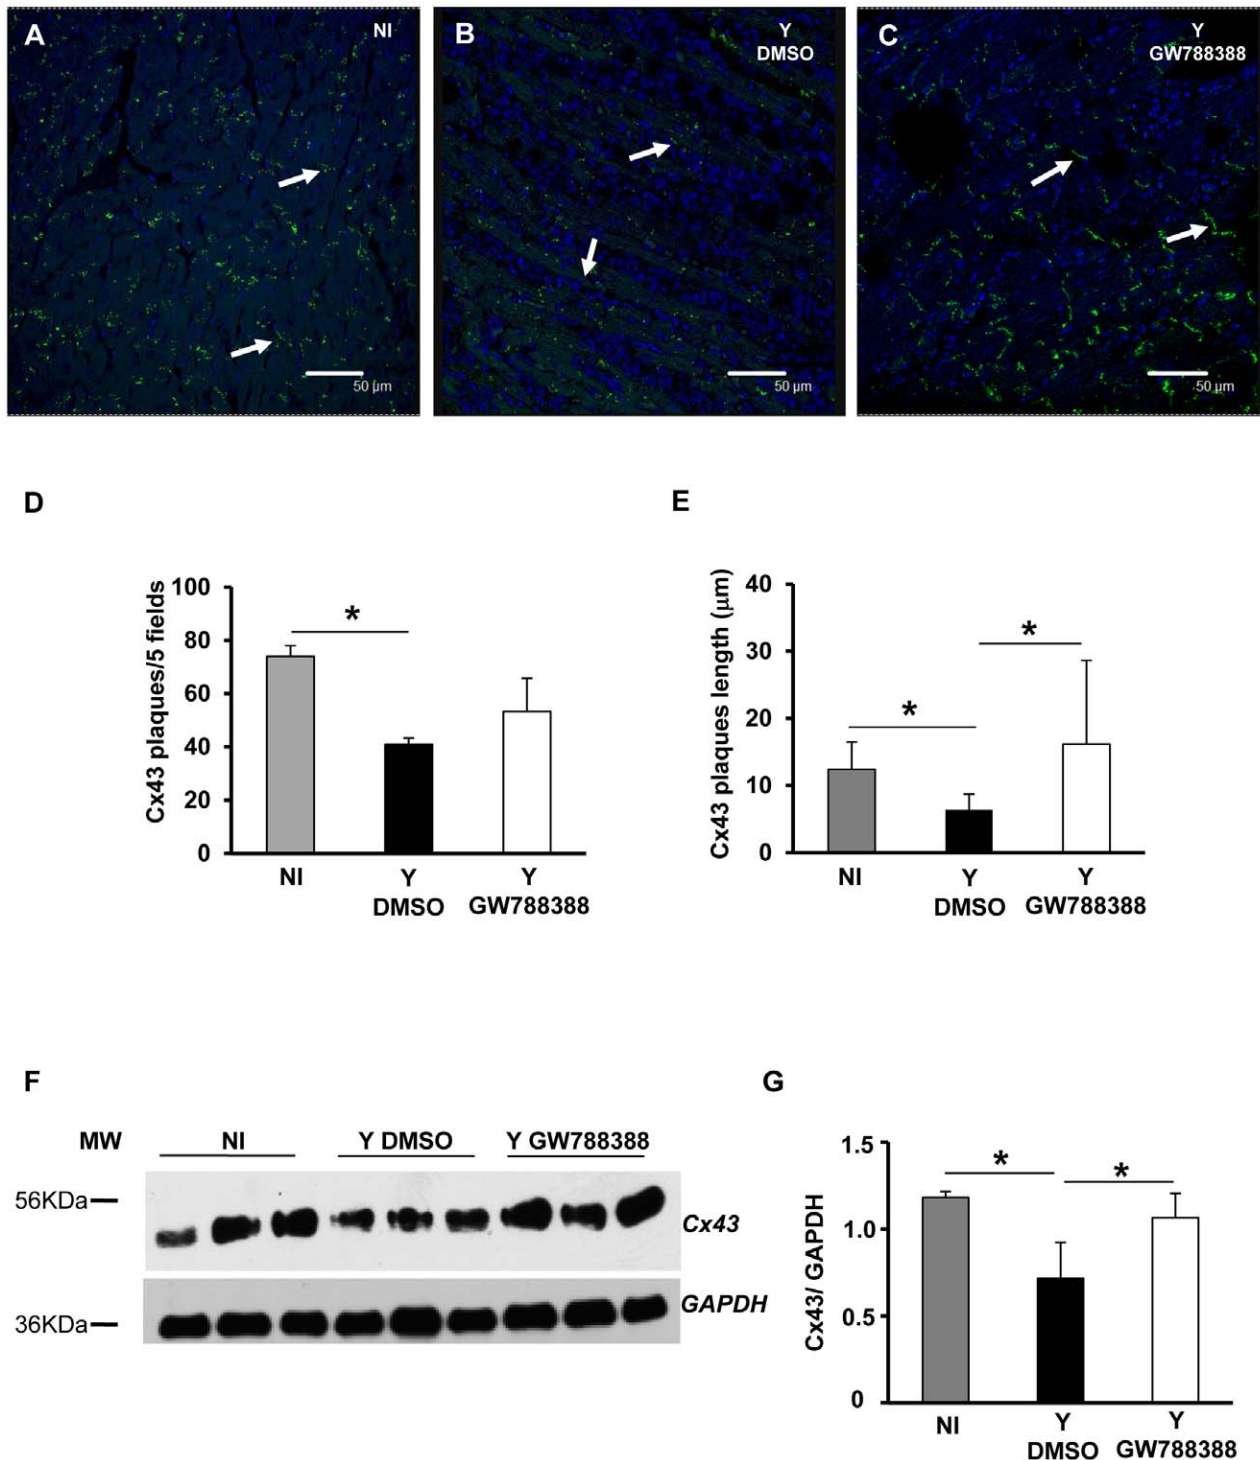 A
NI
B
Y
DMSO
C
Y
GW788388
50 µm
50 µm
50 µm
D
E
Cx43 plaques/5 fields
100
80
60
40
20
0
*
NI
Y
DMSO
Y
GW788388
Cx43 plaques length (µm)
40
30
20
10
0
*
*
NI
Y
DMSO
Y
GW788388
F
MW
NI
Y DMSO
Y GW788388
56KDa
Cx43
36KDa
GAPDH
G
Cx43/ GAPDH
1.5
1.0
0.5
0
*
*
NI
Y
DMSO
Y
GW788388